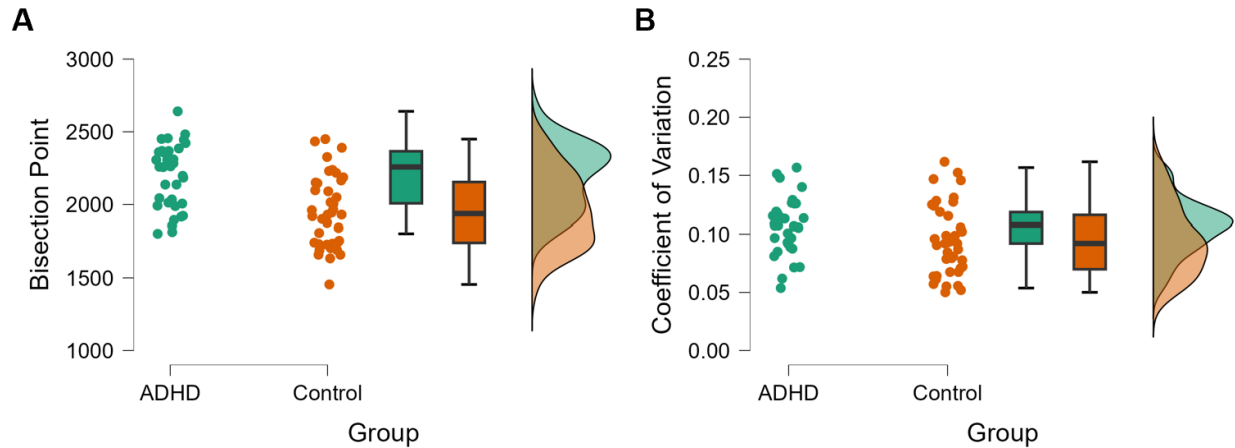 A
Bisection Point
3000
2500
2000
1500
1000
ADHD
Control
Group
B
Coefficient of Variation
0.25
0.20
0.15
0.10
0.05
0.00
ADHD
Control
Group